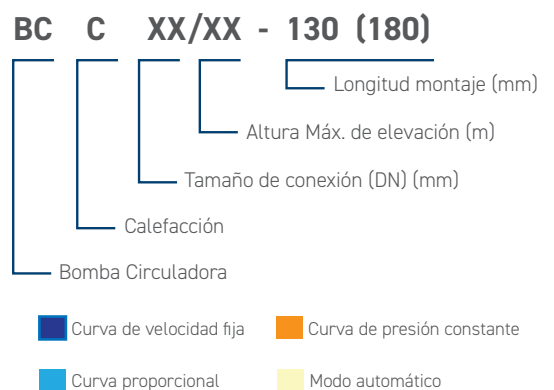 BC C XX/XX - 130 (180)
Longitud montaje (mm)
Altura Máx. de elevación (m)
Tamaño de conexión (DN) (mm)
Calefacción
Bomba Circuladora
Curva de velocidad fija Curva de presión constante
Curva proporcional Modo automático